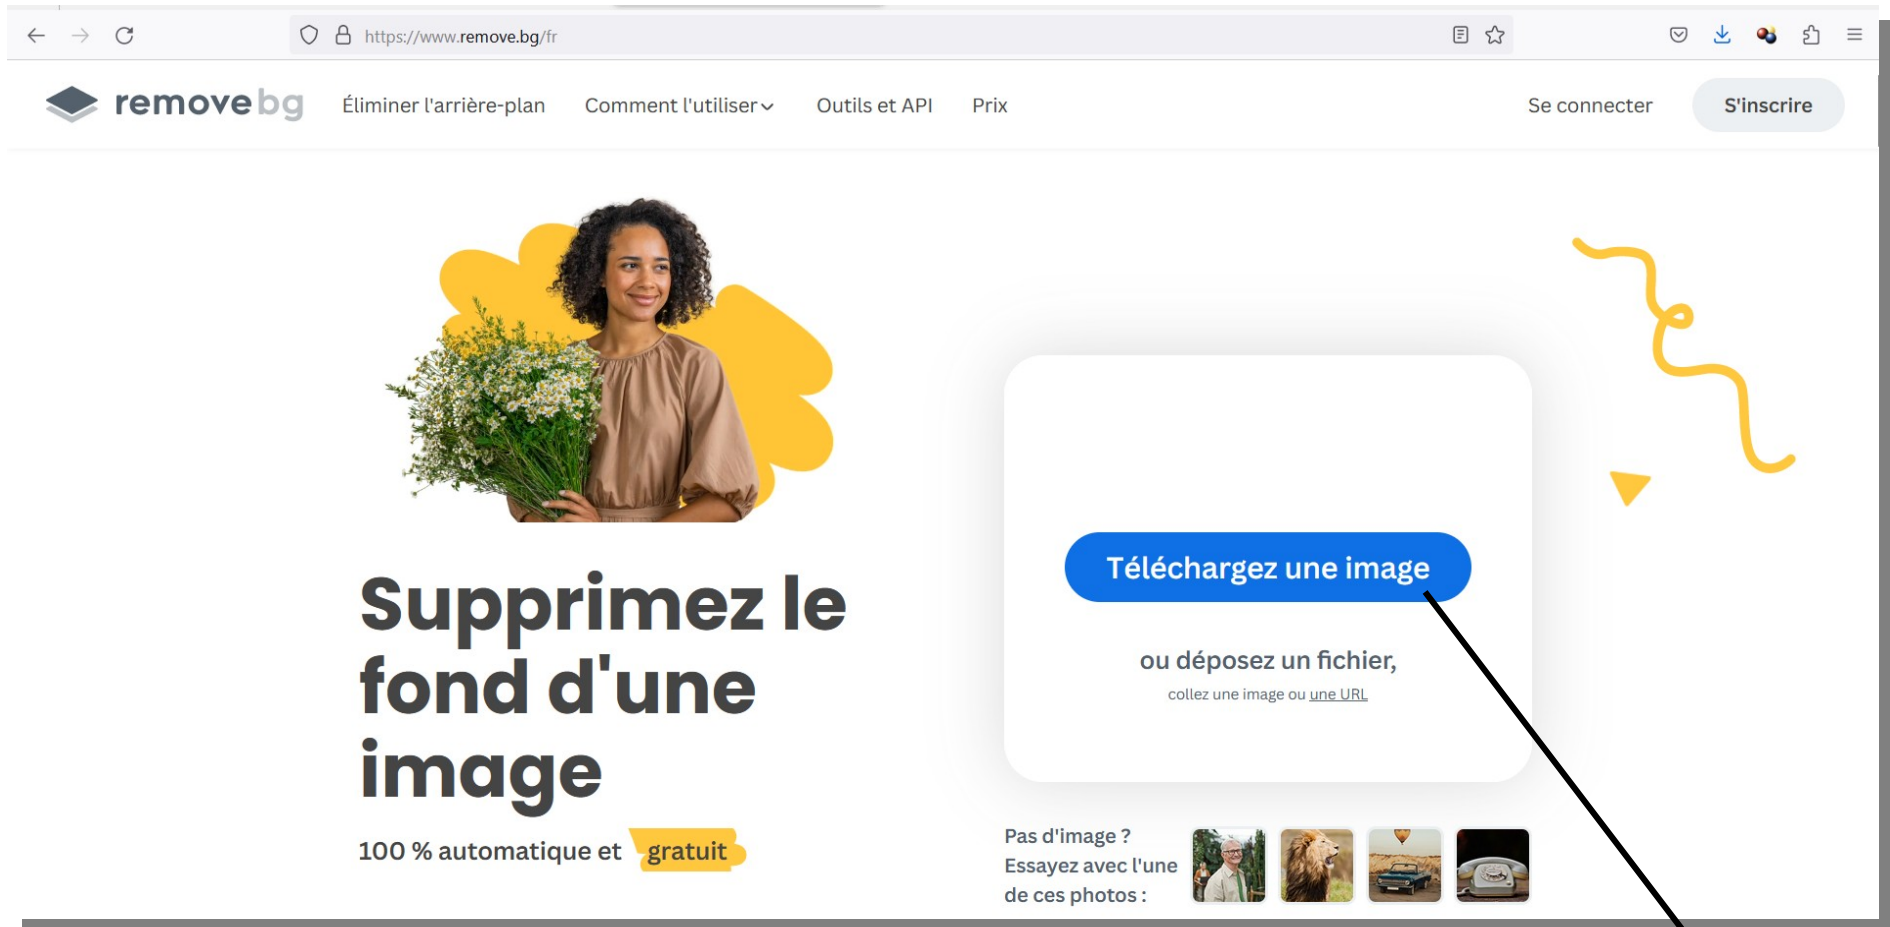 https://www.remove.bg/fr
removebg Éliminer l'arrière-plan Comment l'utiliser Outils et API Prix Se connecter S'inscrire
Supprimez le
fond d'une
image
100 % automatique et gratuit
Téléchargez une image
ou déposez un fichier,
collez une image ou une URL
Pas d'image ?
Essayez avec l'une
de ces photos :